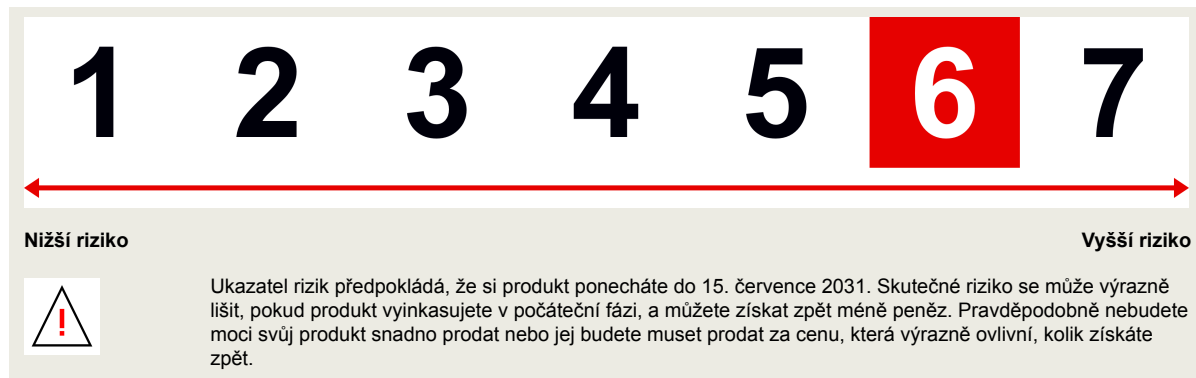 1 2 3 4 5 6 7
Nižší riziko Vyšší riziko
Ukazatel rizik předpokládá, že si produkt ponecháte do 15. července 2031. Skutečné riziko se může výrazně
lišit, pokud produkt vyinkasujete v počáteční fázi, a můžete získat zpět méně peněz. Pravděpodobně nebudete
moci svůj produkt snadno prodat nebo jej budete muset prodat za cenu, která výrazně ovlivní, kolik získáte
zpět.
!